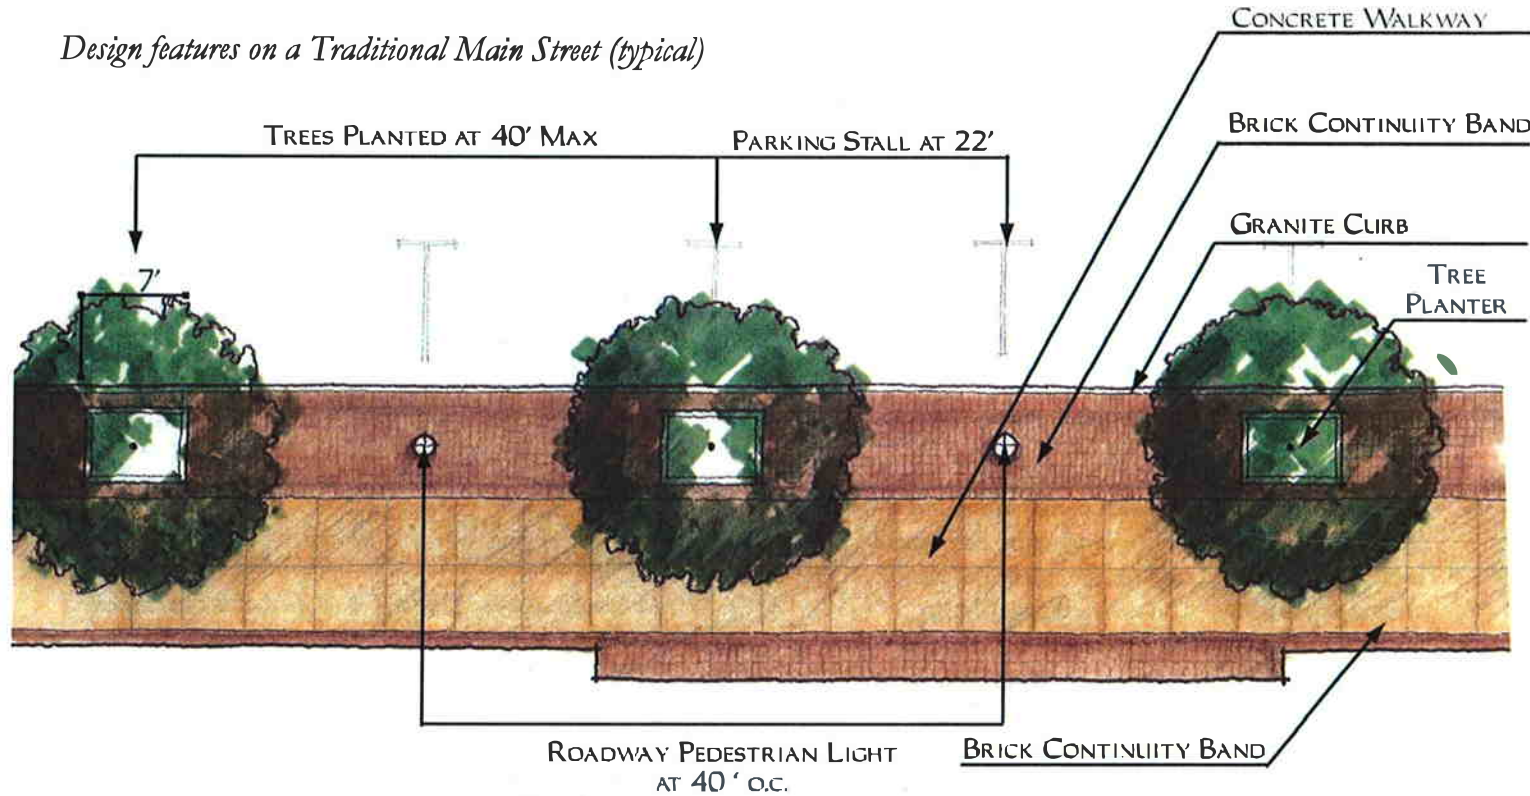 Design features on a Traditional Main Street (typical)
CONCRETE WALKWAY
TREES PLANTED AT 40' MAX
PARKING STALL AT 22'
BRICK CONTINUITY BAND
GRANITE CURB
7'
TREE
PLANTER
ROADWAY PEDESTRIAN LIGHT
AT 40' O.C.
BRICK CONTINUITY BAND